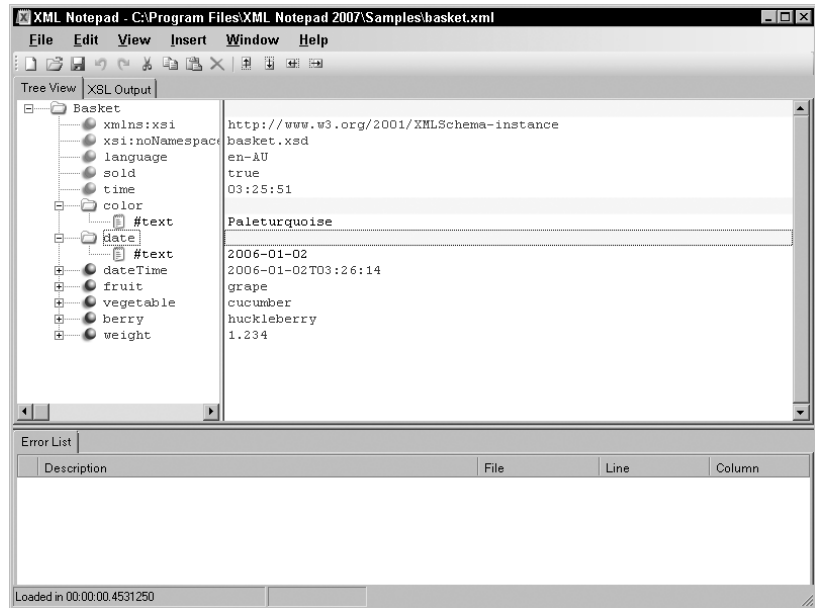 XML Notepad - C:\Program Files\XML Notepad 2007\Samples\basket.xml
File Edit View Insert Window Help
Tree View XSL Output
Basket
xmlns:xsi http://www.w3.org/2001/XMLSchema-instance
xsi:noNamespace basket.xsd
language en-AU
sold true
time 03:25:51
color
#text Paleturquoise
date
#text 2006-01-02
dateTime 2006-01-02T03:26:14
fruit grape
vegetable cucumber
berry huckleberry
weight 1.234
Error List
Description File Line Column
Loaded in 00:00:00.4531250